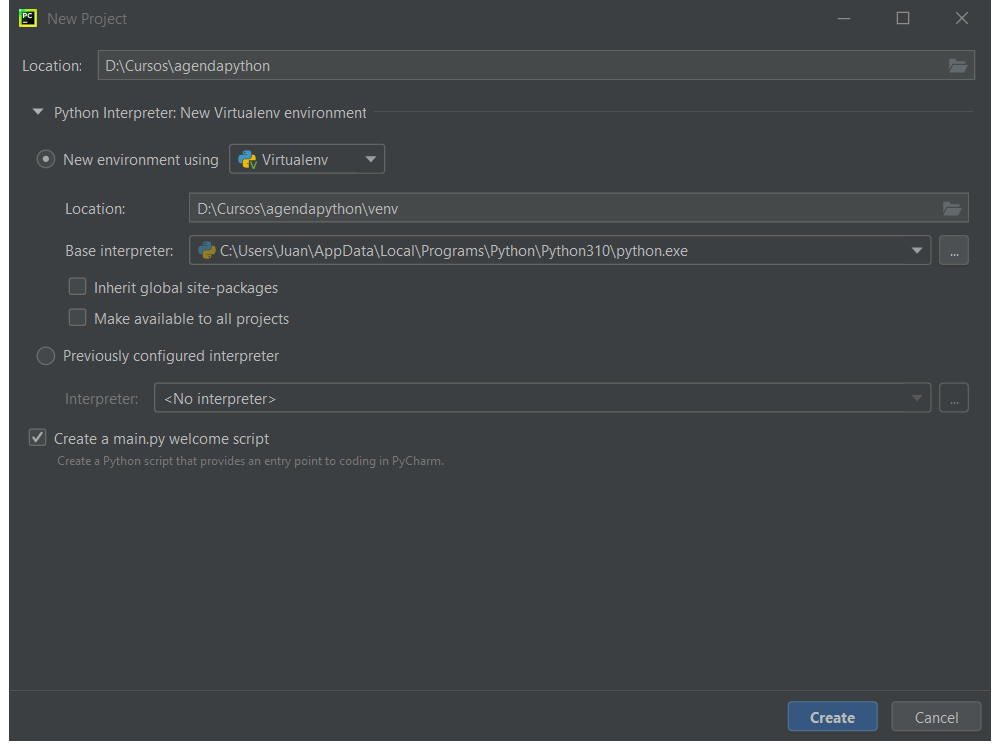 PC
New Project
Location: D:\Cursos\agendapython
Python Interpreter: New Virtualenv environment
New environment using Virtualenv
Location: D:\Cursos\agendapython\venv
Base interpreter: C:\Users\Juan\AppData\Local\Programs\Python\Python310\python.exe ...
Inherit global site-packages
Make available to all projects
Previously configured interpreter
Interpreter: <No interpreter> ...
Create a main.py welcome script
Create a Python script that provides an entry point to coding in PyCharm.
Create Cancel